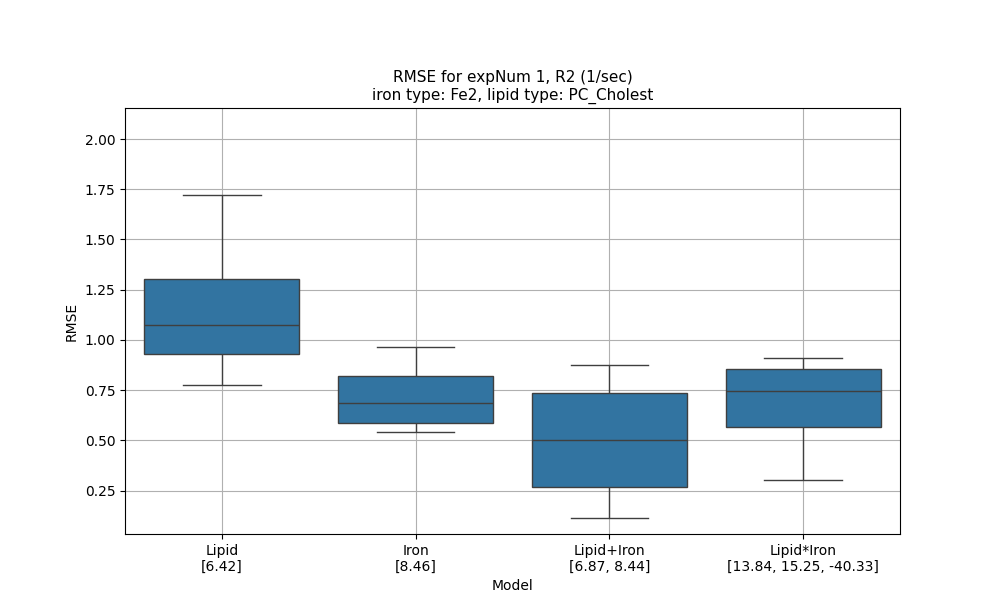 RMSE for expNum 1, R2 (1/sec)
iron type: Fe2, lipid type: PC_Cholest
2.00
1.75
1.50
1.25
1.00
0.75
0.50
0.25
RMSE
Lipid
[6.42]
Iron
[8.46]
Lipid+Iron
[6.87, 8.44]
Lipid*Iron
[13.84, 15.25, -40.33]
Model